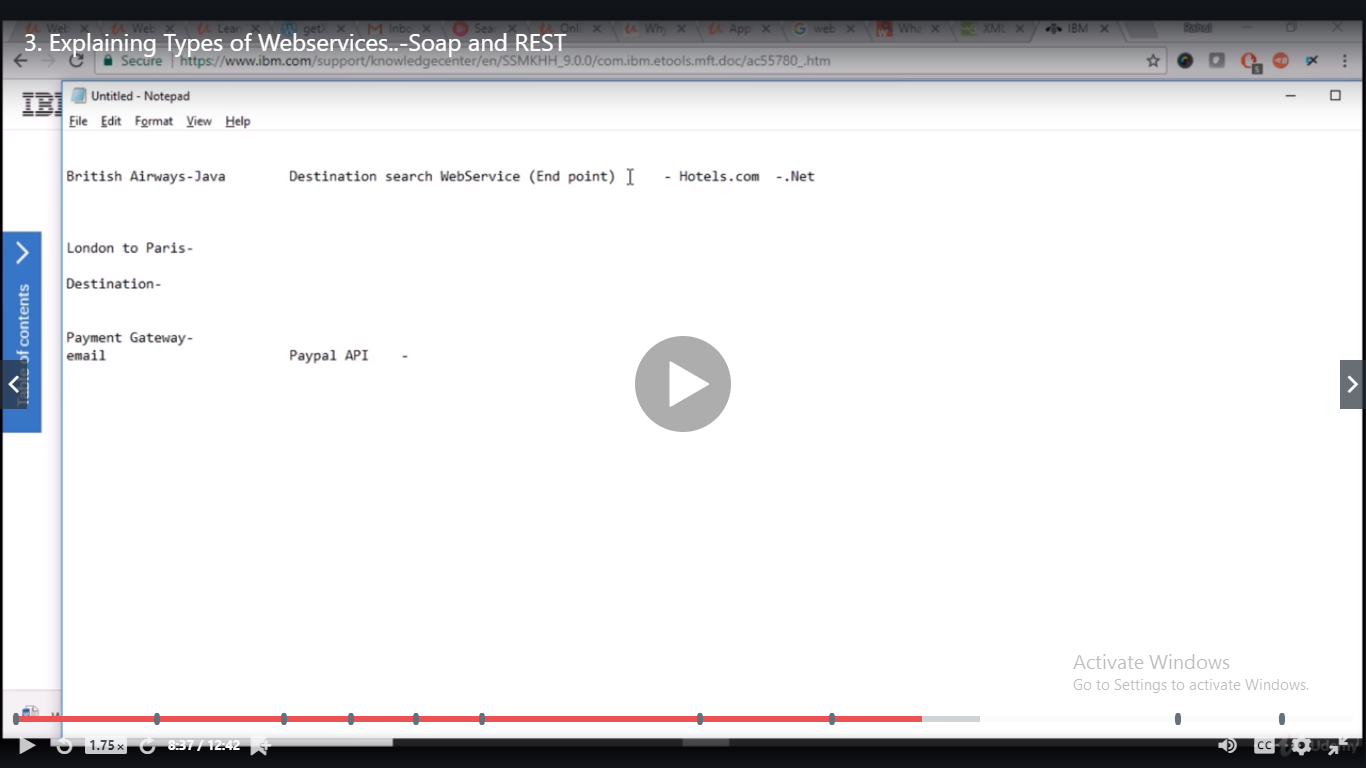 3. Explaining Types of Webservices..-Soap and REST
Secure https://www.ibm.com/support/knowledgecenter/en/SSMKHH_9.0.0/com.ibm.etools.mft.doc/ac55780_.htm
Untitled - Notepad
File Edit Format View Help
British Airways-Java Destination search WebService (End point) - Hotels.com -.Net
London to Paris-
Destination-
Payment Gateway-
email Paypal API -
Table of contents
Activate Windows
Go to Settings to activate Windows.
1.75x 8:37 / 12:42 CC